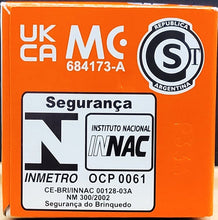 UK
CA
MC
684173-A
REPUBLICA
S
ARGENTINA
Segurança
N
INMETRO
INSTITUTO NACIONAL
INNAC
OCP 0061
CE-BRI/INNAC 00128-03A
NM 300/2002
Segurança do Brinquedo